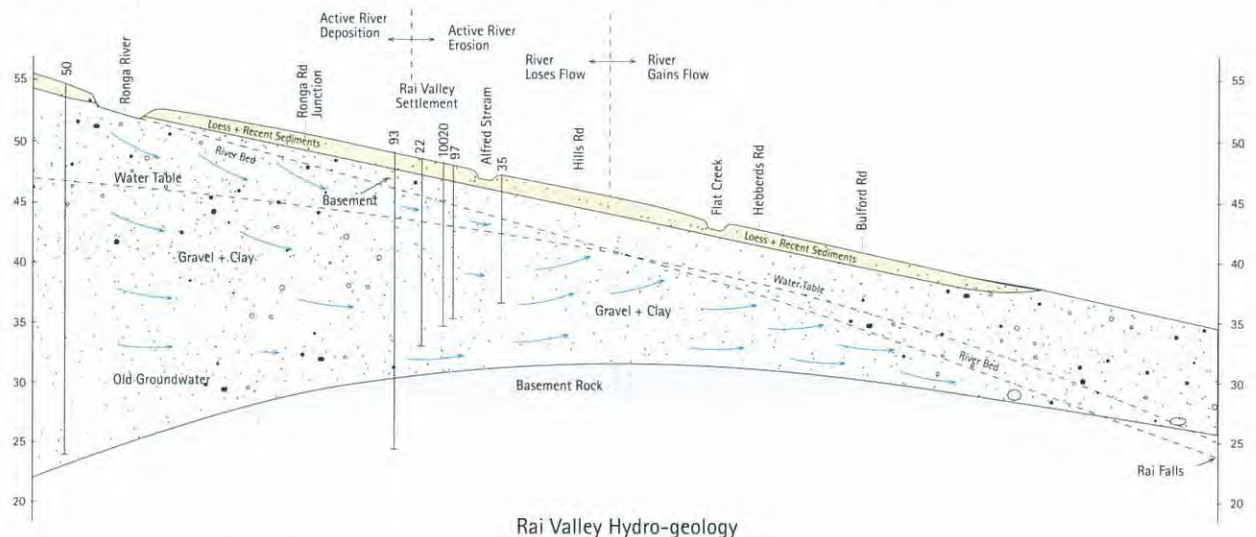 Active River
Deposition
Active River
Erosion
River
Loses Flow
River
Gains Flow
Rai Valley
Settlement
50
Ronga River
Ronga Rd
Junction
93
22
10020
97
Alfred Stream
35
Hills Rd
Flat Creek
Hebberds Rd
Bulford Rd
55
50
45
40
35
30
25
20
55
50
45
40
35
30
25
20
Loess + Recent Sediments
River Bed
Water Table
Basement
Gravel + Clay
Old Groundwater
Loess + Recent Sediments
Water Table
Gravel + Clay
River Bed
Basement Rock
Rai Falls
Rai Valley Hydro-geology